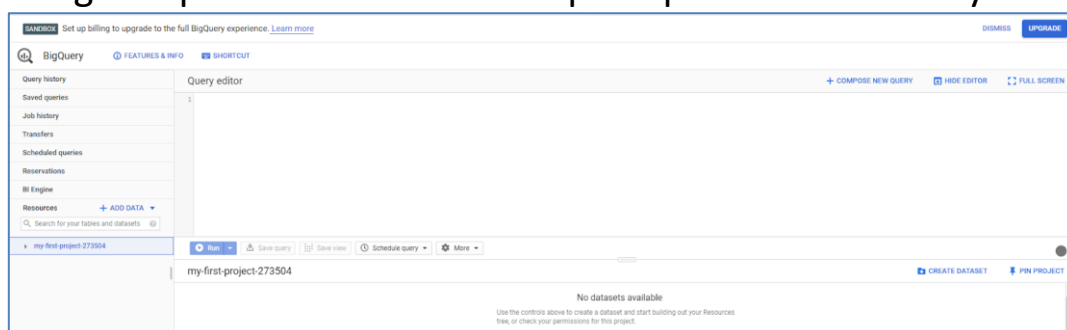 SANDBOX Set up billing to upgrade to the full BigQuery experience. Learn more
DISMISS UPGRADE
BigQuery FEATURES & INFO SHORTCUT
Query history
Saved queries
Job history
Transfers
Scheduled queries
Reservations
BI Engine
Resources + ADD DATA
Search for your tables and datasets
my-first-project-273504
Query editor
+ COMPOSE NEW QUERY HIDE EDITOR FULL SCREEN
1
Run Save query Save view Schedule query More
my-first-project-273504
CREATE DATASET PIN PROJECT
No datasets available
Use the controls above to create a dataset and start building out your Resources
tree, or check your permissions for this project.